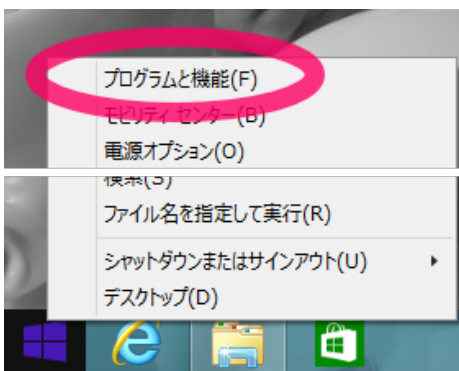 プログラムと機能(F)
モビリティ センター(B)
電源オプション(O)
検索(S)
ファイル名を指定して実行(R)
シャットダウンまたはサインアウト(U)
デスクトップ(D)